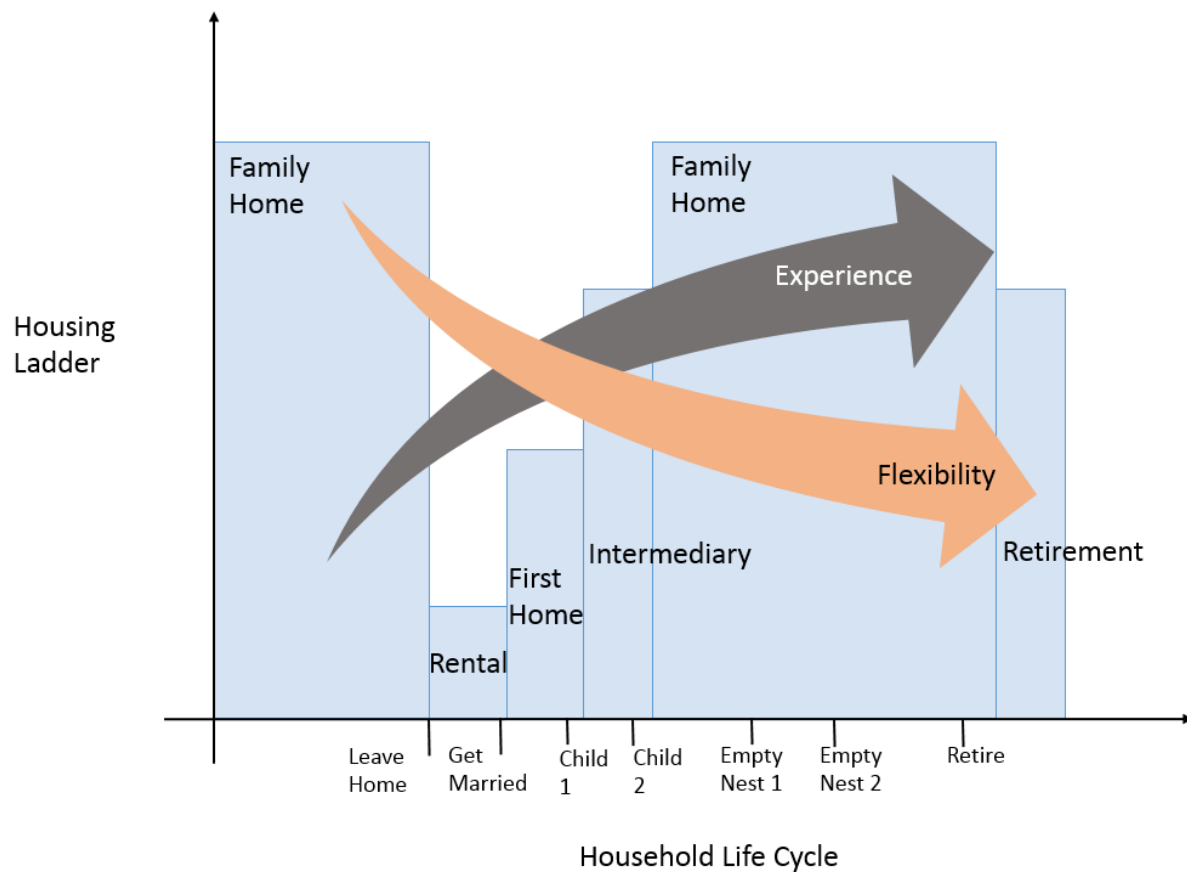 Family
Home
Family
Home
Experience
Housing
Ladder
Flexibility
Intermediary
Retirement
First
Home
Rental
Leave
Home
Get
Married
Child
1
Child
2
Empty
Nest 1
Empty
Nest 2
Retire
Household Life Cycle